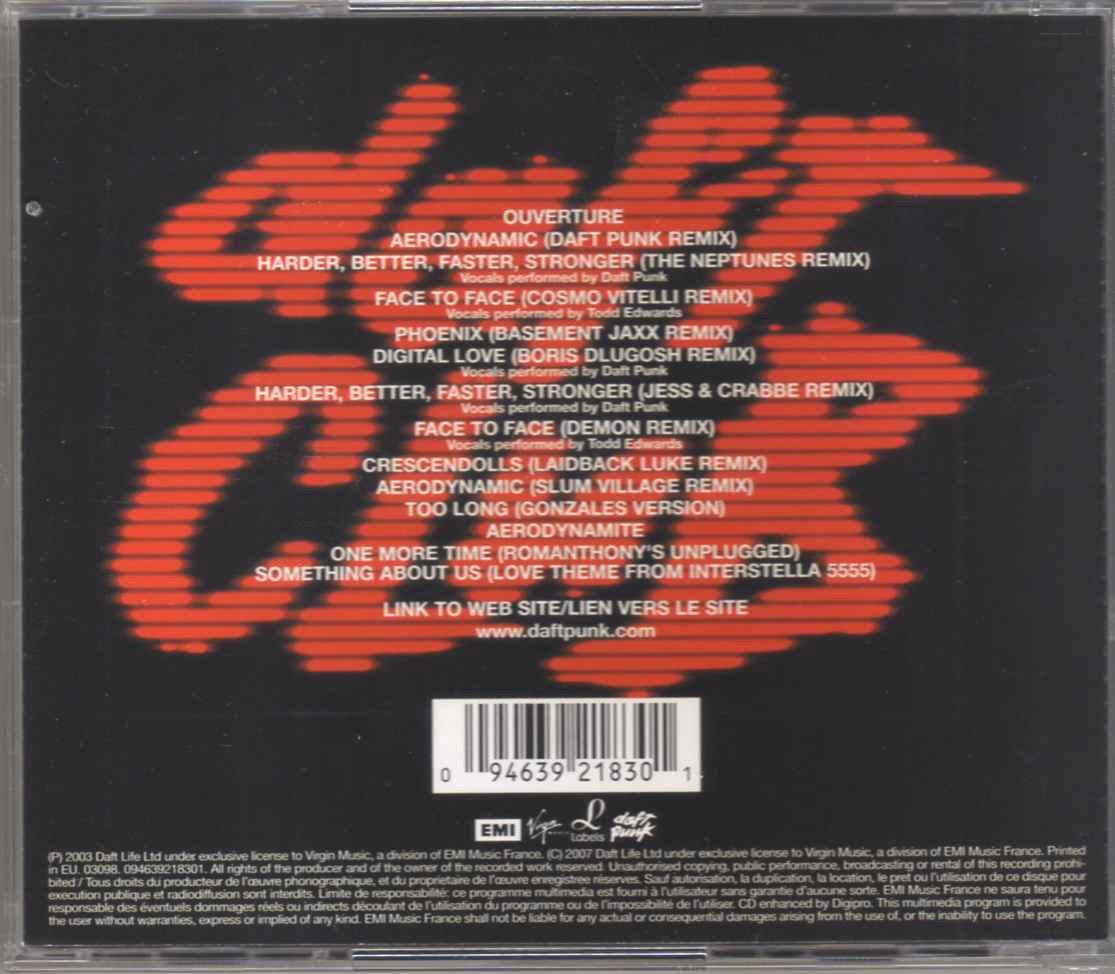 daft
club
OUVERTURE
AERODYNAMIC (DAFT PUNK REMIX)
HARDER, BETTER, FASTER, STRONGER (THE NEPTUNES REMIX)
Vocals performed by Daft Punk
FACE TO FACE (COSMO VITELLI REMIX)
Vocals performed by Todd Edwards
PHOENIX (BASEMENT JAXX REMIX)
DIGITAL LOVE (BORIS DLUGOSH REMIX)
Vocals performed by Daft Punk
HARDER, BETTER, FASTER, STRONGER (JESS & CRABBE REMIX)
Vocals performed by Daft Punk
FACE TO FACE (DEMON REMIX)
Vocals performed by Todd Edwards
CRESCENDOLLS (LAIDBACK LUKE REMIX)
AERODYNAMIC (SLUM VILLAGE REMIX)
TOO LONG (GONZALES VERSION)
AERODYNAMITE
ONE MORE TIME (ROMANTHONY'S UNPLUGGED)
SOMETHING ABOUT US (LOVE THEME FROM INTERSTELLA 5555)
LINK TO WEB SITE/LIEN VERS LE SITE
www.daftpunk.com
0 94639 21830 1
EMI Virgin L Labels daft punk
(P) 2003 Daft Life Ltd under exclusive license to Virgin Music, a division of EMI Music France. (C) 2007 Daft Life Ltd under exclusive license to Virgin Music, a division of EMI Music France. Printed
in EU. 03098. 094639218301. All rights of the producer and of the owner of the recorded work reserved. Unauthorised copying, public performance, broadcasting or rental of this recording prohi-
bited / Tous droits du producteur de l'œuvre phonographique, et du proprietaire de l'œuvre enregistrée réserves. Sauf autorisation, la duplication, la location, le pret ou l'utilisation de ce disque pour
execution publique et radiodiffusion sont interdits. Limite de responsabilité: ce programme multimedia est fourni à l'utilisateur sans garantie d'aucune sorte. EMI Music France ne saura tenu pour
responsable des éventuels dommages réels ou indirects découlant de l'utilisation du programme ou de l'impossibilité de l'utiliser. CD enhanced by Digipro. This multimedia program is provided to
the user without warranties, express or implied of any kind. EMI Music France shall not be liable for any actual or consequential damages arising from the use of, or the inability to use the program.